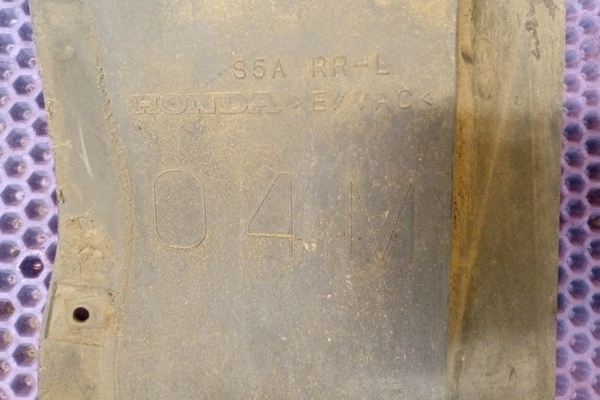 S5A RR-L
HONDA >E/VAC<
04M